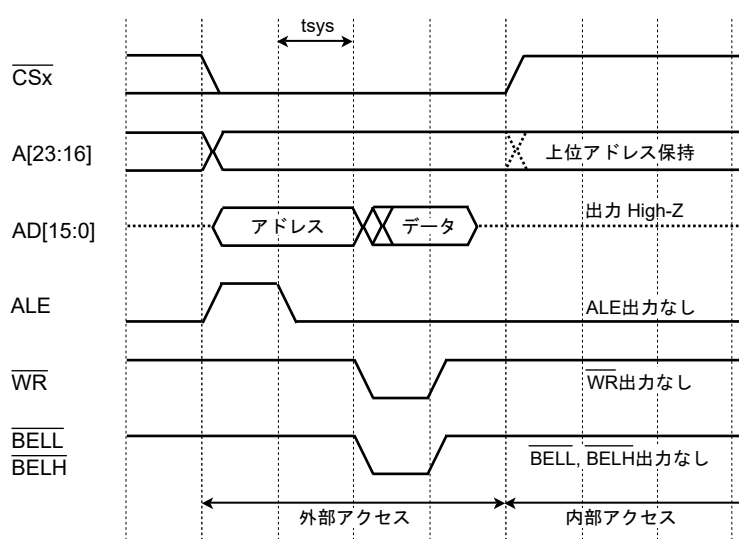 tsys
CSx
A[23:16]
上位アドレス保持
AD[15:0]
アドレス
データ
出力 High-Z
ALE
ALE出力なし
WR
WR出力なし
BELL
BELH
BELL, BELH出力なし
外部アクセス
内部アクセス